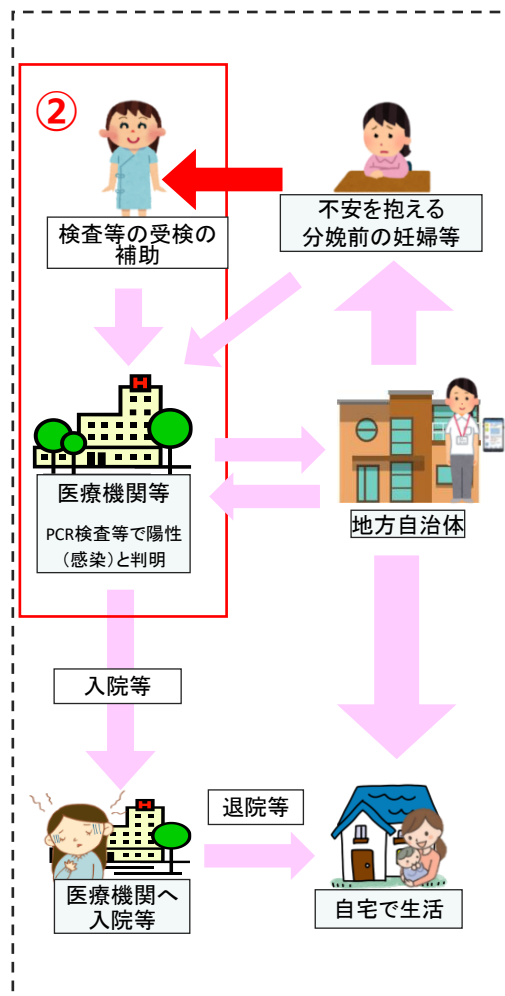 ②
検査等の受検の
補助
不安を抱える
分娩前の妊婦等
H
医療機関等
PCR検査等で陽性
（感染）と判明
地方自治体
入院等
H
医療機関へ
入院等
退院等
自宅で生活